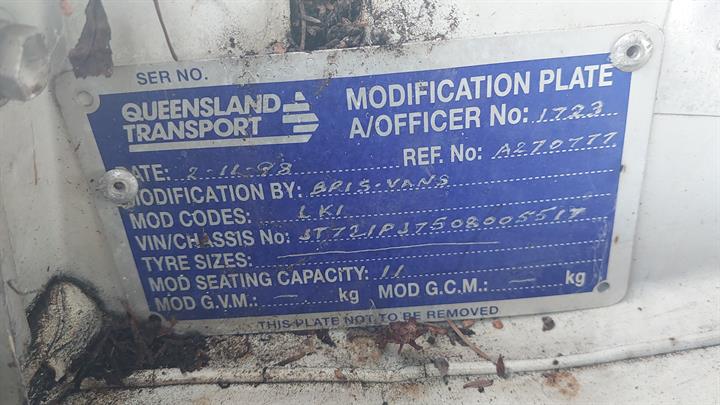 SER NO.
QUEENSLAND TRANSPORT
MODIFICATION PLATE
A/OFFICER No: 1723
REF. No: A270777
DATE: 2-11-98
MODIFICATION BY: BRIS-VANS
MOD CODES: LK1
VIN/CHASSIS No:
TYRE SIZES:
MOD SEATING CAPACITY: 11
MOD G.V.M: — kg MOD G.C.M: — kg
THIS PLATE NOT TO BE REMOVED